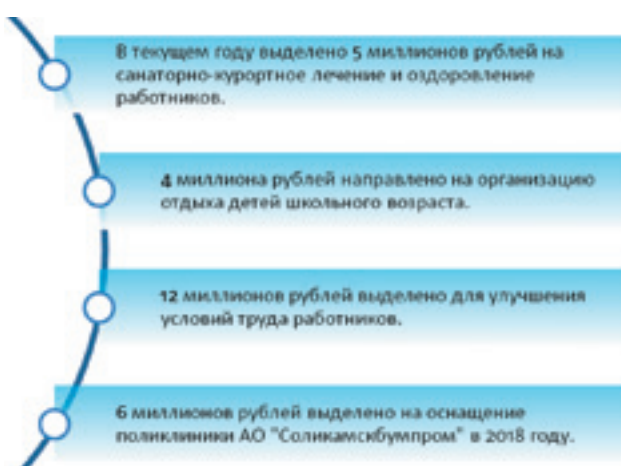 В текущем году выделено 5 миллионов рублей на
санаторно-курортное лечение и оздоровление
работников.
4 миллиона рублей направлено на организацию
отдыха детей школьного возраста.
12 миллионов рублей выделено для улучшения
условий труда работников.
6 миллионов рублей выделено на оснащение
поликлиники АО "Соликамскбумпром" в 2018 году.